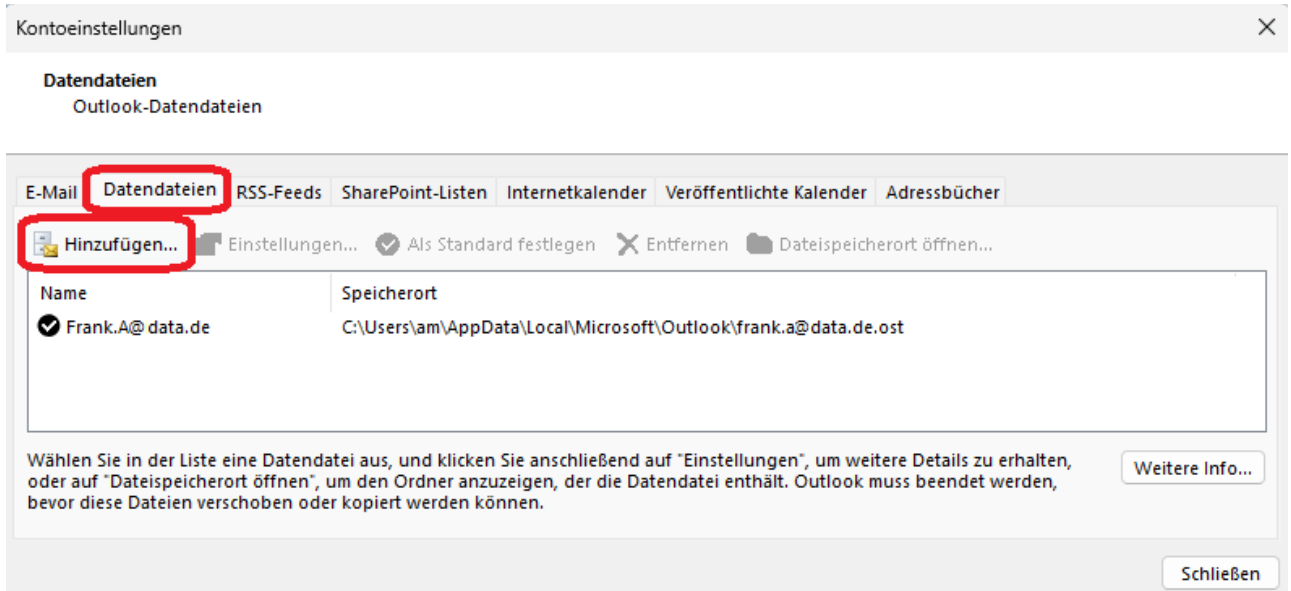 Kontoeinstellungen
Datendateien
Outlook-Datendateien
E-Mail Datendateien RSS-Feeds SharePoint-Listen Internetkalender Veröffentlichte Kalender Adressbücher
Hinzufügen... Einstellungen... Als Standard festlegen Entfernen Dateispeicherort öffnen...
Name Speicherort
Frank.A@data.de C:\Users\am\AppData\Local\Microsoft\Outlook\frank.a@data.de.ost
Wählen Sie in der Liste eine Datendatei aus, und klicken Sie anschließend auf "Einstellungen", um weitere Details zu erhalten,
oder auf "Dateispeicherort öffnen", um den Ordner anzuzeigen, der die Datendatei enthält. Outlook muss beendet werden,
bevor diese Dateien verschoben oder kopiert werden können.
Weitere Info...
Schließen